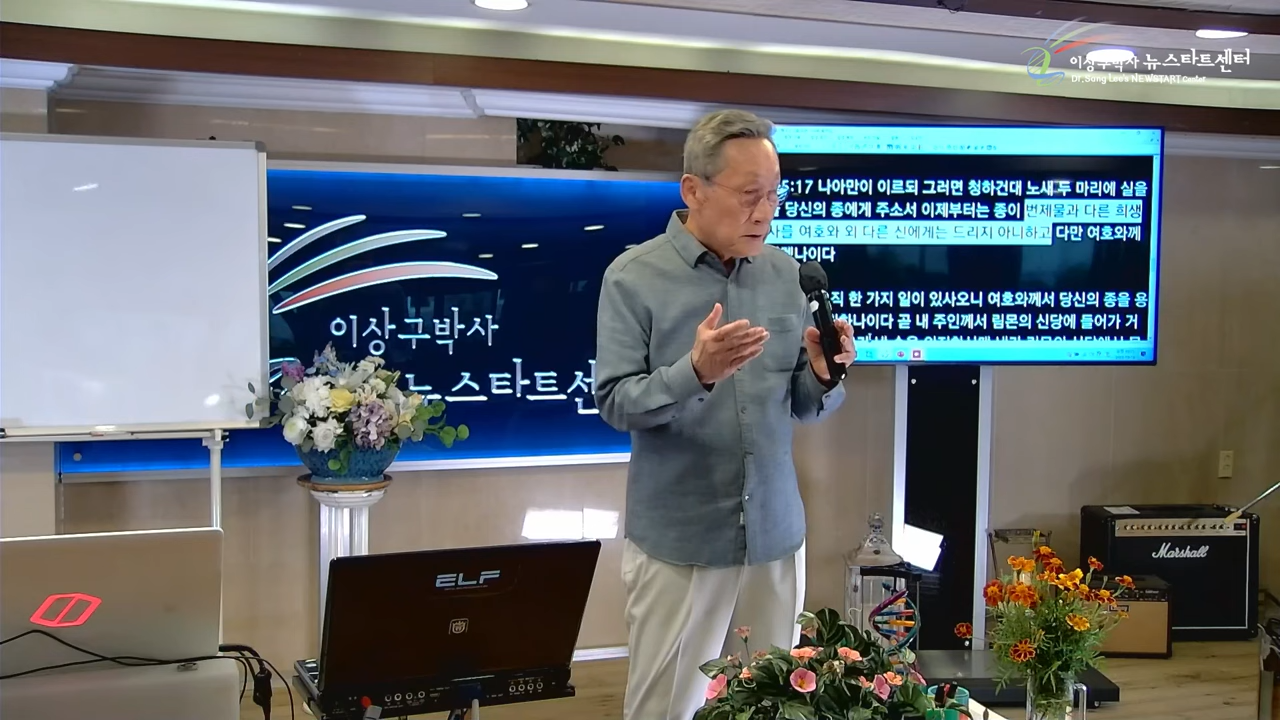 이상구박사 뉴스타트센터
Dr. Sang Lee's NEWSTART Center
5:17 나아만이 이르되 그러면 청하건대 노새 두 마리에 실을
당신의 종에게 주소서 이제부터는 종이 번제물과 다른 희생
사를 여호와 외 다른 신에게는 드리지 아니하고 다만 여호와께
나이다
직 한 가지 일이 있사오니 여호와께서 당신의 종을 용
나이다 곧 내 주인께서 림몬의 신당에 들어가 거
이상구박사
뉴스타트센
ELF
Marshall